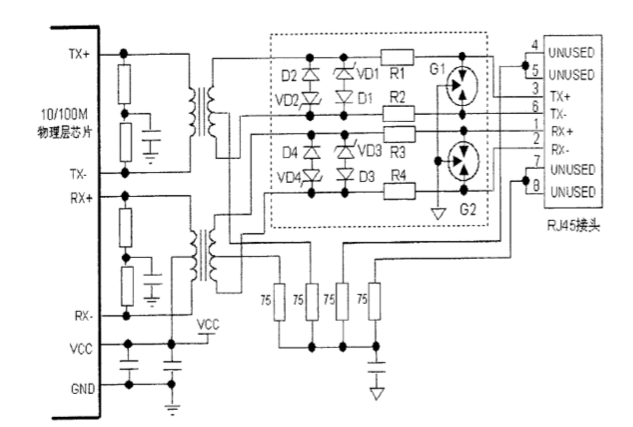 TX+
10/100M
物理层芯片
TX-
RX+
RX-
VCC
GND
VCC
D2
VD1
R1
G1
VD2
D1
R2
D4
VD3
R3
VD4
D3
R4
G2
75
75
75
75
4
UNUSED
5
UNUSED
3
TX+
6
TX-
1
RX+
2
RX-
7
UNUSED
8
UNUSED
RJ45接头